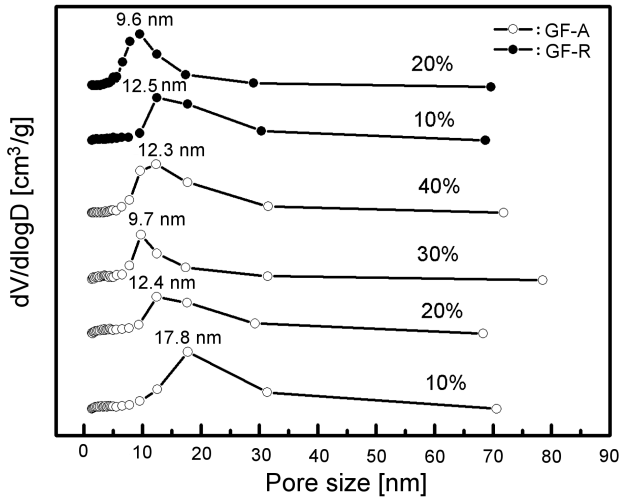 9.6 nm
○ : GF-A
● : GF-R
20%
12.5 nm
10%
12.3 nm
40%
9.7 nm
30%
12.4 nm
20%
17.8 nm
10%
dV/dlogD [cm³/g]
0 10 20 30 40 50 60 70 80 90
Pore size [nm]